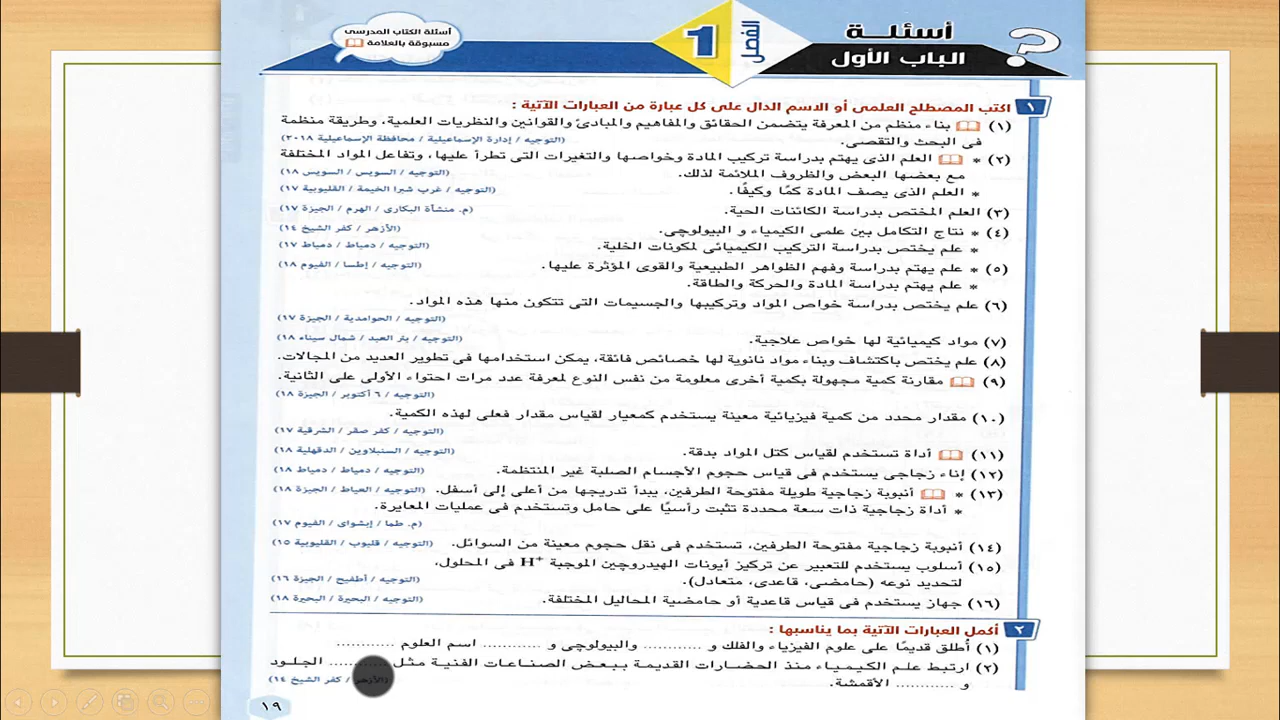 أسئلة الكتاب المدرسى
مسبوقة بالعلامة
الفصل 1
أسئلة
الباب الأول
١ اكتب المصطلح العلمى أو الاسم الدال على كل عبارة من العبارات الآتية :
(١) بناء منظم من المعرفة يتضمن الحقائق والمفاهيم والمبادئ والقوانين والنظريات العلمية، وطريقة منظمة
فى البحث والتقصى. (التوجيه / إدارة الإسماعيلية / محافظة الإسماعيلية ٢٠١٨)
(٢) * العلم الذى يهتم بدراسة تركيب المادة وخواصها والتغيرات التى تطرأ عليها، وتفاعل المواد المختلفة
مع بعضها البعض والظروف الملائمة لذلك. (التوجيه / السويس / السويس ١٨)
* العلم الذى يصف المادة كمًا وكيفًا. (التوجيه / غرب شبرا الخيمة / القليوبية ١٧)
(٣) العلم المختص بدراسة الكائنات الحية. (م. منشأة البكارى / الهرم / الجيزة ١٧)
(٤) * نتاج التكامل بين علمى الكيمياء و البيولوچى. (الأزهر / كفر الشيخ ١٤)
* علم يختص بدراسة التركيب الكيميائى لمكونات الخلية. (التوجيه / دمياط / دمياط ١٧)
(٥) * علم يهتم بدراسة وفهم الظواهر الطبيعية والقوى المؤثرة عليها. (التوجيه / إطسا / الفيوم ١٨)
* علم يهتم بدراسة المادة والحركة والطاقة.
(٦) علم يختص بدراسة خواص المواد وتركيبها والجسيمات التى تتكون منها هذه المواد.
(التوجيه / الحوامدية / الجيزة ١٧)
(٧) مواد كيميائية لها خواص علاجية. (التوجيه / بئر العبد / شمال سيناء ١٨)
(٨) علم يختص باكتشاف وبناء مواد نانوية لها خصائص فائقة، يمكن استخدامها فى تطوير العديد من المجالات.
(٩) مقارنة كمية مجهولة بكمية أخرى معلومة من نفس النوع لمعرفة عدد مرات احتواء الأولى على الثانية.
(التوجيه / ٦ أكتوبر / الجيزة ١٨)
(١٠) مقدار محدد من كمية فيزيائية معينة يستخدم كمعيار لقياس مقدار فعلى لهذه الكمية.
(التوجيه / كفر صقر / الشرقية ١٧)
(١١) أداة تستخدم لقياس كتل المواد بدقة. (التوجيه / السنبلاوين / الدقهلية ١٨)
(١٢) إناء زجاجى يستخدم فى قياس حجوم الأجسام الصلبة غير المنتظمة. (التوجيه / دمياط / دمياط ١٨)
(١٣) * أنبوبة زجاجية طويلة مفتوحة الطرفين، يبدأ تدريجها من أعلى إلى أسفل. (التوجيه / العياط / الجيزة ١٨)
* أداة زجاجية ذات سعة محددة تثبت رأسيًا على حامل وتستخدم فى عمليات المعايرة.
(م. طما / إبشواى / الفيوم ١٧)
(١٤) أنبوبة زجاجية مفتوحة الطرفين، تستخدم فى نقل حجوم معينة من السوائل. (التوجيه / قليوب / القليوبية ١٥)
(١٥) أسلوب يستخدم للتعبير عن تركيز أيونات الهيدروچين الموجبة H⁺ فى المحلول،
لتحديد نوعه (حامضى، قاعدى، متعادل). (التوجيه / أطفيح / الجيزة ١٦)
(١٦) جهاز يستخدم فى قياس قاعدية أو حامضية المحاليل المختلفة. (التوجيه / البحيرة / البحيرة ١٨)
٢ أكمل العبارات الآتية بما يناسبها :
(١) أُطلق قديمًا على علوم الفيزياء والفلك و ........... والبيولوچى و ........... اسم العلوم ...........
(٢) ارتبط علم الكيمياء منذ الحضارات القديمة ببعض الصناعات الفنية مثل ........... الجلود
و ........... الأقمشة. (الأزهر / كفر الشيخ ١٤)
١٩